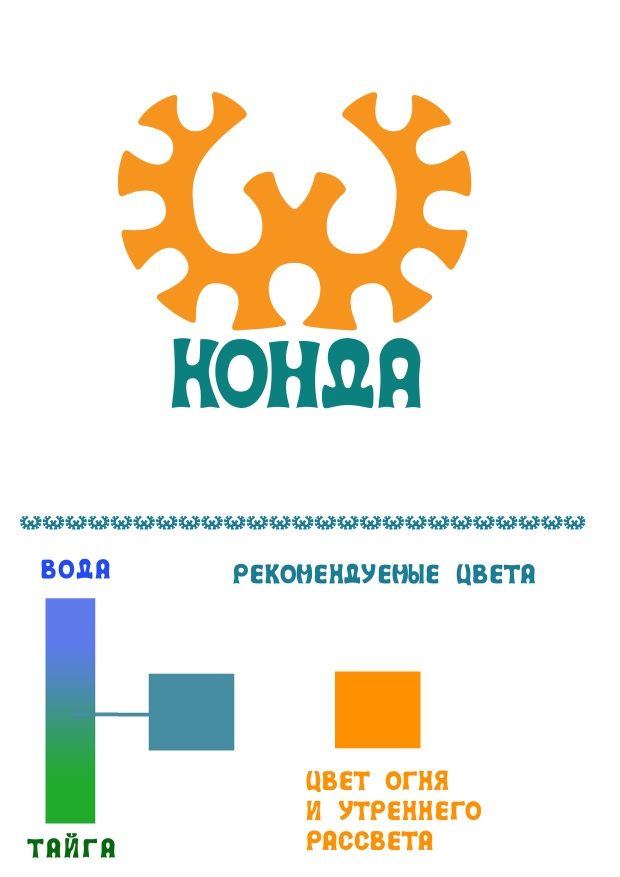 КОНДА
ВОДА
РЕКОМЕНДУЕМЫЕ ЦВЕТА
ЦВЕТ ОГНЯ
И УТРЕННЕГО
РАССВЕТА
ТАЙГА